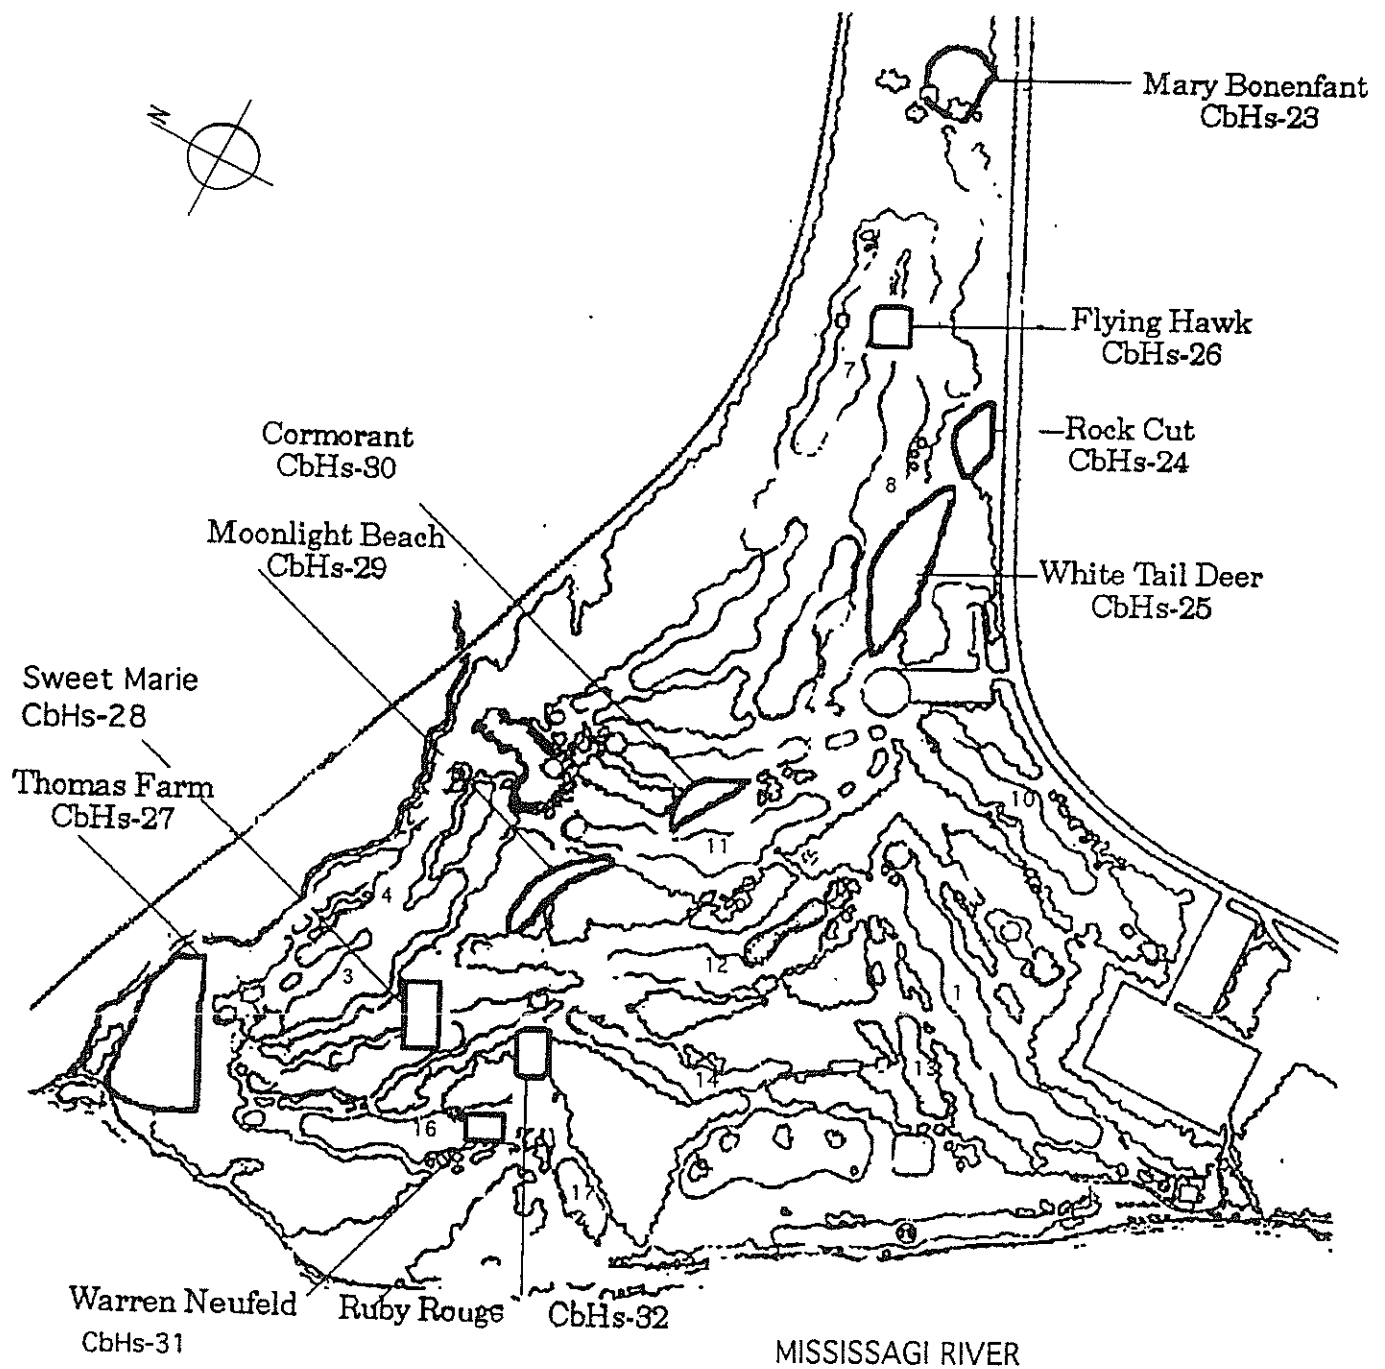 N
Mary Bonenfant
CbHs-23
Flying Hawk
CbHs-26
7
Rock Cut
CbHs-24
Cormorant
CbHs-30
8
Moonlight Beach
CbHs-29
White Tail Deer
CbHs-25
Sweet Marie
CbHs-28
Thomas Farm
CbHs-27
10
11
4
3
12
1
14
13
16
17
Warren Neufeld
CbHs-31
Ruby Rouge
CbHs-32
MISSISSAGI RIVER